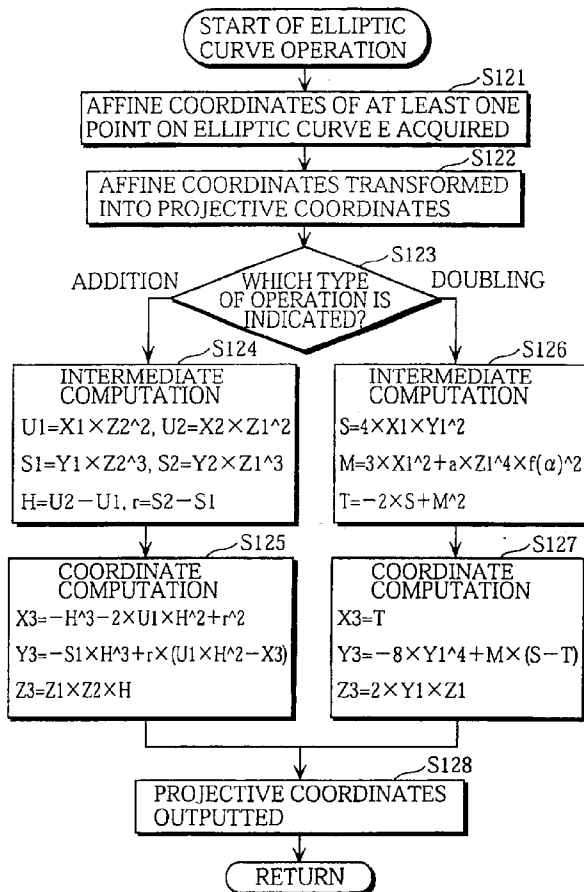 START OF ELLIPTIC
CURVE OPERATION
S121
AFFINE COORDINATES OF AT LEAST ONE
POINT ON ELLIPTIC CURVE E ACQUIRED
S122
AFFINE COORDINATES TRANSFORMED
INTO PROJECTIVE COORDINATES
S123
ADDITION
WHICH TYPE
OF OPERATION IS
INDICATED?
DOUBLING
S124
INTERMEDIATE
COMPUTATION
U1=X1×Z2^2, U2=X2×Z1^2
S1=Y1×Z2^3, S2=Y2×Z1^3
H=U2−U1, r=S2−S1
S126
INTERMEDIATE
COMPUTATION
S=4×X1×Y1^2
M=3×X1^2+a×Z1^4×f(α)^2
T=−2×S+M^2
S125
COORDINATE
COMPUTATION
X3=−H^3−2×U1×H^2+r^2
Y3=−S1×H^3+r×(U1×H^2−X3)
Z3=Z1×Z2×H
S127
COORDINATE
COMPUTATION
X3=T
Y3=−8×Y1^4+M×(S−T)
Z3=2×Y1×Z1
S128
PROJECTIVE COORDINATES
OUTPUTTED
RETURN